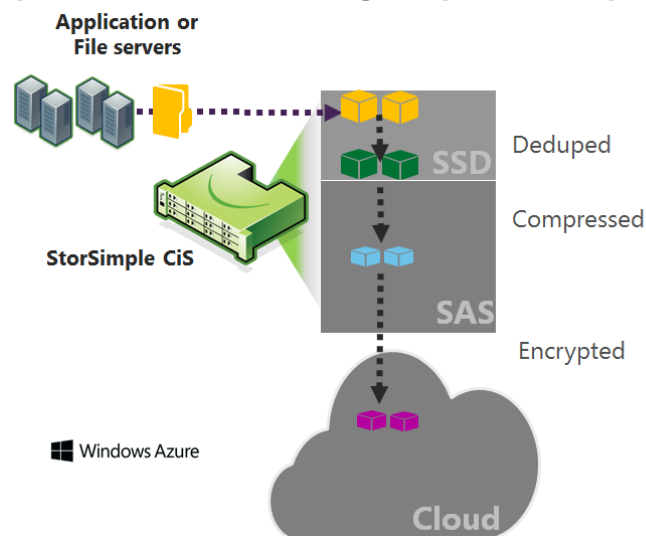 Application or
File servers
Deduped
SSD
Compressed
StorSimple CiS
SAS
Encrypted
Windows Azure
Cloud